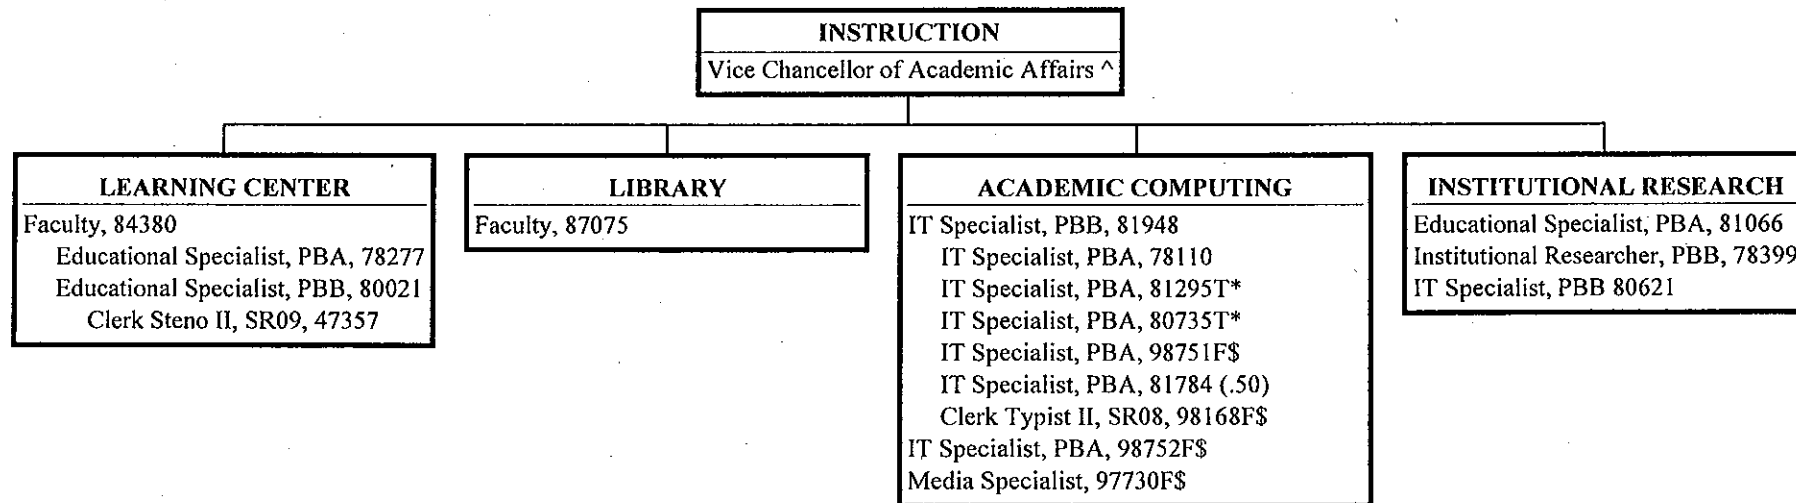 INSTRUCTION
Vice Chancellor of Academic Affairs ^
LEARNING CENTER
Faculty, 84380
Educational Specialist, PBA, 78277
Educational Specialist, PBB, 80021
Clerk Steno II, SR09, 47357
LIBRARY
Faculty, 87075
ACADEMIC COMPUTING
IT Specialist, PBB, 81948
IT Specialist, PBA, 78110
IT Specialist, PBA, 81295T*
IT Specialist, PBA, 80735T*
IT Specialist, PBA, 98751F$
IT Specialist, PBA, 81784 (.50)
Clerk Typist II, SR08, 98168F$
IT Specialist, PBA, 98752F$
Media Specialist, 97730F$
INSTITUTIONAL RESEARCH
Educational Specialist, PBA, 81066
Institutional Researcher, PBB, 78399
IT Specialist, PBB 80621